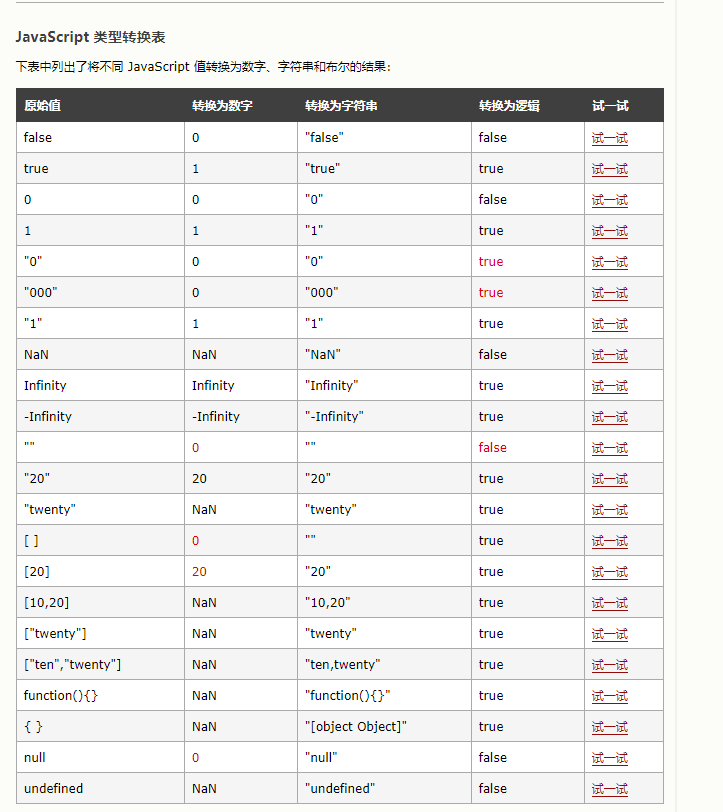 JavaScript 类型转换表
下表中列出了将不同 JavaScript 值转换为数字、字符串和布尔的结果：
原始值 转换为数字 转换为字符串 转换为逻辑 试一试
false 0 "false" false 试一试
true 1 "true" true 试一试
0 0 "0" false 试一试
1 1 "1" true 试一试
"0" 0 "0" true 试一试
"000" 0 "000" true 试一试
"1" 1 "1" true 试一试
NaN NaN "NaN" false 试一试
Infinity Infinity "Infinity" true 试一试
-Infinity -Infinity "-Infinity" true 试一试
"" 0 "" false 试一试
"20" 20 "20" true 试一试
"twenty" NaN "twenty" true 试一试
[ ] 0 "" true 试一试
[20] 20 "20" true 试一试
[10,20] NaN "10,20" true 试一试
["twenty"] NaN "twenty" true 试一试
["ten","twenty"] NaN "ten,twenty" true 试一试
function(){} NaN "function(){}" true 试一试
{ } NaN "[object Object]" true 试一试
null 0 "null" false 试一试
undefined NaN "undefined" false 试一试